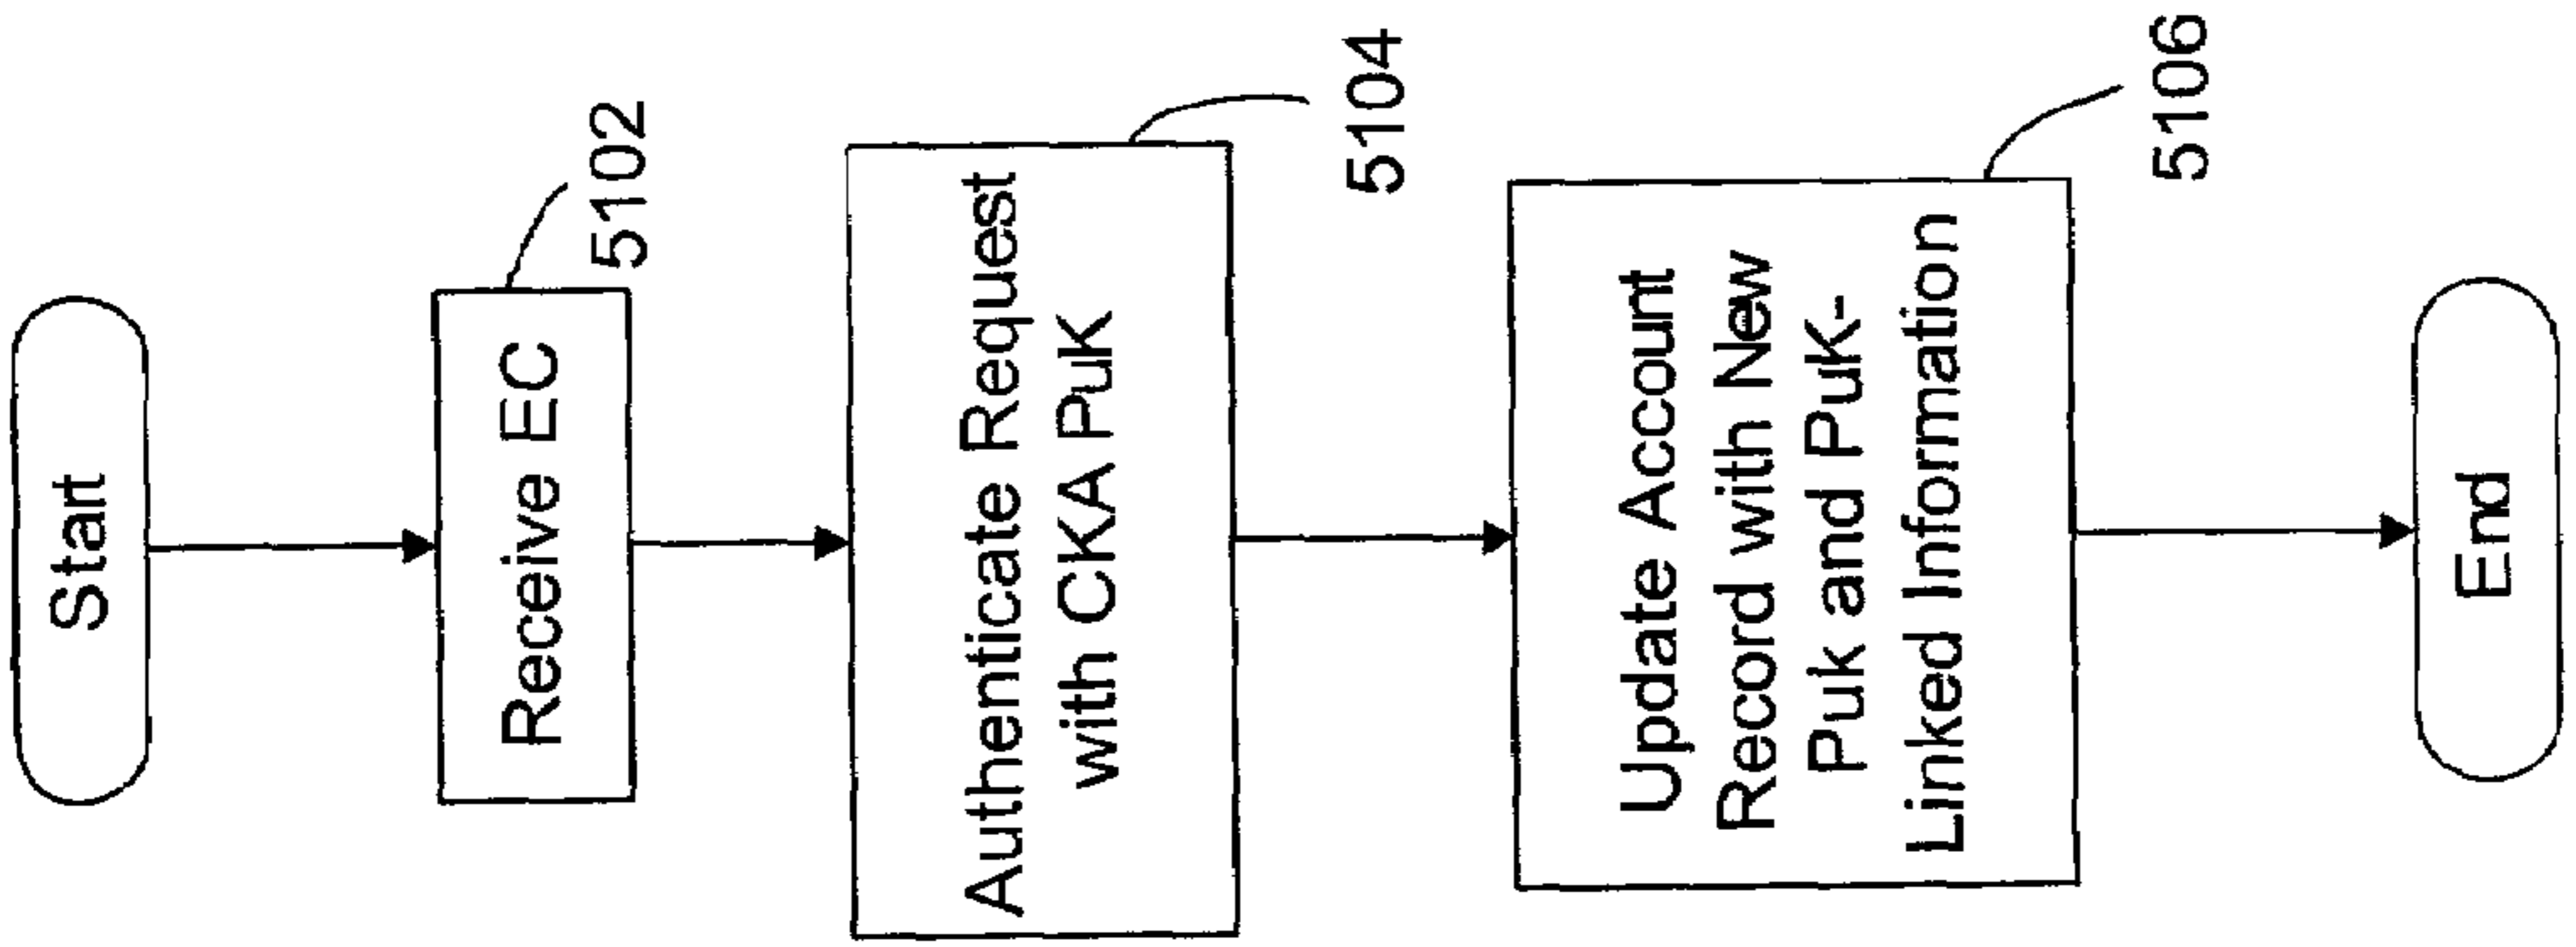 Start
Receive EC
5102
Authenticate Request
with CKA PuK
5104
Update Account
Record with New
Puk and PuK-
Linked Information
5106
End